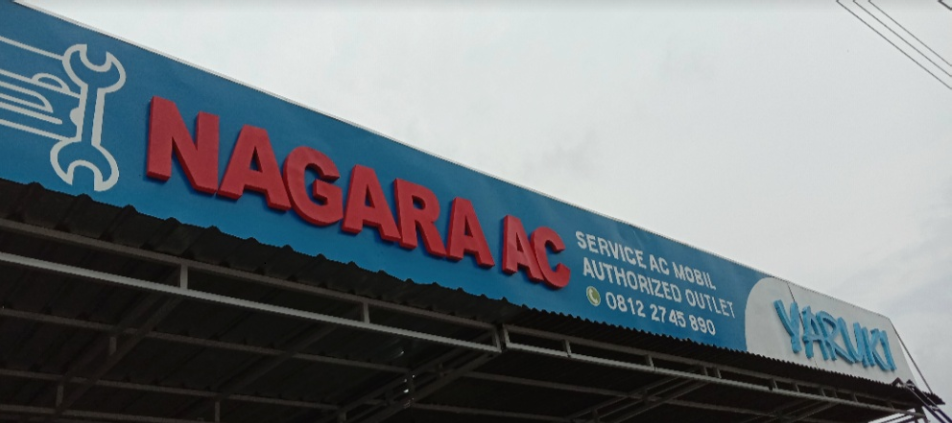 NAGARA AC
SERVICE AC MOBIL
AUTHORIZED OUTLET
0812 2745 890
YARUKI